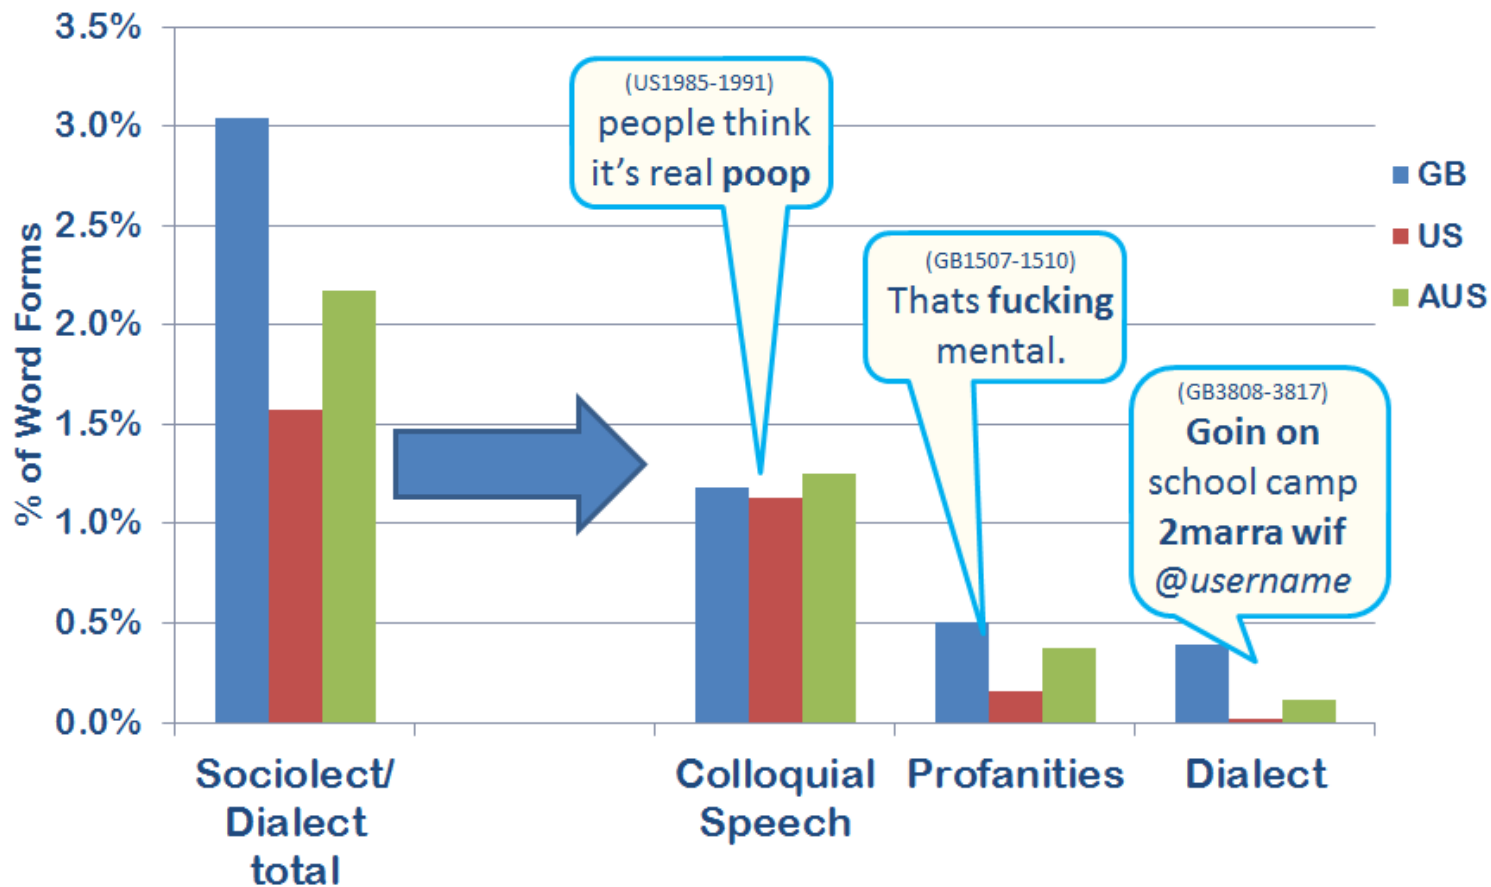 3.5%
3.0%
2.5%
2.0%
1.5%
1.0%
0.5%
0.0%
% of Word Forms
(US1985-1991)
people think
it's real poop
(GB1507-1510)
Thats fucking
mental.
(GB3808-3817)
Goin on
school camp
2marra wif
@username
GB
US
AUS
Sociolect/
Dialect
total
Colloquial
Speech
Profanities
Dialect